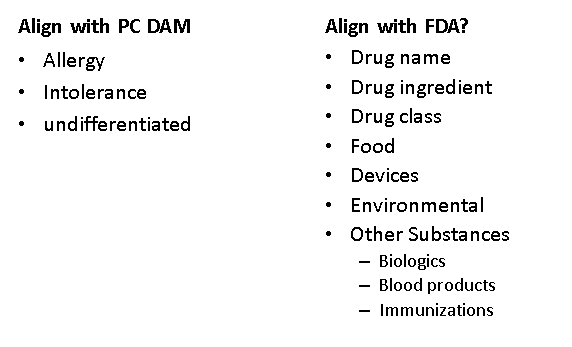 Align with PC DAM
• Allergy
• Intolerance
• undifferentiated
Align with FDA?
• Drug name
• Drug ingredient
• Drug class
• Food
• Devices
• Environmental
• Other Substances
– Biologics
– Blood products
– Immunizations